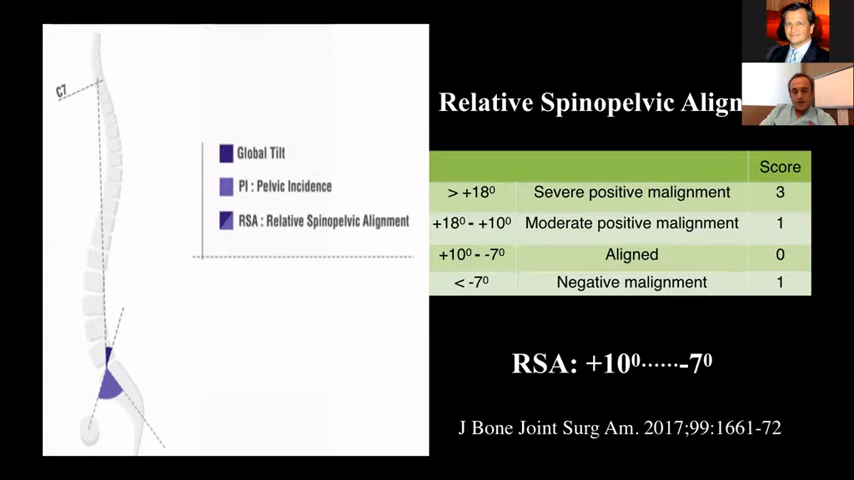 C7
Global Tilt
PI : Pelvic Incidence
RSA : Relative Spinopelvic Alignment
Relative Spinopelvic Align
Score
> +18⁰ Severe positive malignment 3
+18⁰ - +10⁰ Moderate positive malignment 1
+10⁰ - -7⁰ Aligned 0
< -7⁰ Negative malignment 1
RSA: +10⁰······-7⁰
J Bone Joint Surg Am. 2017;99:1661-72